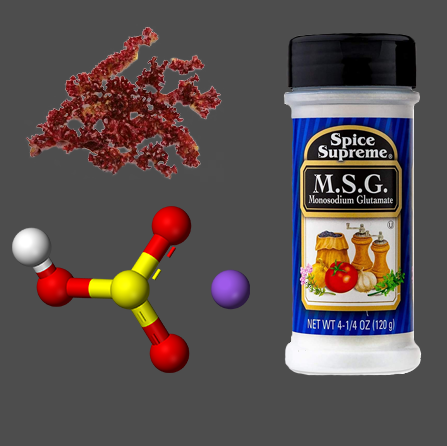 Spice
Supreme®
M.S.G.
Monosodium Glutamate
U
NET WT 4-1/4 OZ (120 g)